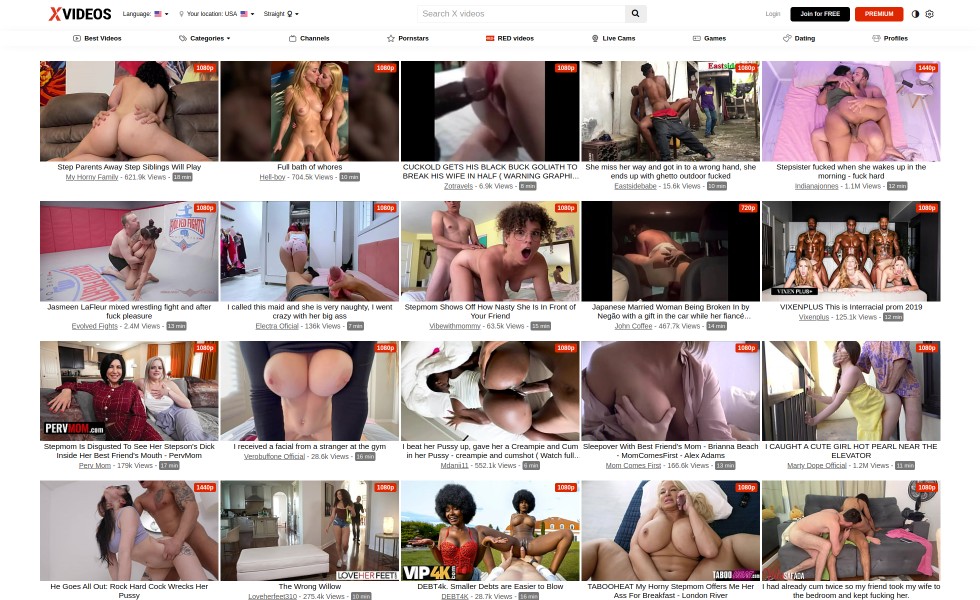 XVIDEOS
Language:
Your location: USA
Straight
Search X videos
Login
Join for FREE
PREMIUM
Best Videos
Categories
Channels
Pornstars
RED videos
Live Cams
Games
Dating
Profiles
1080p
1080p
1080p
Eastsid
1080p
1440p
Step Parents Away Step Siblings Will Play
My Horny Family - 621.9k Views - 18 min
Full bath of whores
Hell-boy - 704.5k Views - 10 min
CUCKOLD GETS HIS BLACK BUCK GOLIATH TO
BREAK HIS WIFE IN HALF ( WARNING GRAPHI...
Zotravels - 6.9k Views - 8 min
She miss her way and got in to a wrong hand, she
ends up with ghetto outdoor fucked
Eastsidebabe - 15.6k Views - 10 min
Stepsister fucked when she wakes up in the
morning - fuck hard
Indianajonnes - 1.1M Views - 12 min
1080p
1080p
1080p
720p
1080p
VIXEN PLUS+
Jasmeen LaFleur mixed wrestling fight and after
fuck pleasure
Evolved Fights - 2.4M Views - 13 min
I called this maid and she is very naughty, I went
crazy with her big ass
Electra Oficial - 136k Views - 7 min
Stepmom Shows Off How Nasty She Is In Front of
Your Friend
Vibewithmommy - 63.5k Views - 15 min
Japanese Married Woman Being Broken In by
Negão with a gift in the car while her fiancé...
John Coffee - 467.7k Views - 14 min
VIXENPLUS This is Interracial prom 2019
Vixenplus - 125.1k Views - 12 min
1080p
1080p
1080p
1080p
1080p
PERVMOM.com
Stepmom Is Disgusted To See Her Stepson's Dick
Inside Her Best Friend's Mouth - PervMom
Perv Mom - 179k Views - 17 min
I received a facial from a stranger at the gym
Verobuffone Official - 28.6k Views - 16 min
I beat her Pussy up, gave her a Creampie and Cum
in her Pussy - creampie and cumshot ( Watch full...
Mdanii11 - 552.1k Views - 6 min
Sleepover With Best Friend's Mom - Brianna Beach
- MomComesFirst - Alex Adams
Mom Comes First - 166.6k Views - 13 min
I CAUGHT A CUTE GIRL HOT PEARL NEAR THE
ELEVATOR
Marty Dope Official - 1.2M Views - 11 min
1440p
1080p
1080p
1080p
1080p
LOVEHERFEET
VIP4K
SAFADA
He Goes All Out: Rock Hard Cock Wrecks Her
Pussy
The Wrong Willow
Loveherfeet310 - 275.4k Views - 10 min
DEBT4k. Smaller Debts are Easier to Blow
DEBT4K - 28.7k Views - 16 min
TABOOHEAT My Horny Stepmom Offers Me Her
Ass For Breakfast - London River
I had already cum twice so my friend took my wife to
the bedroom and kept fucking her.